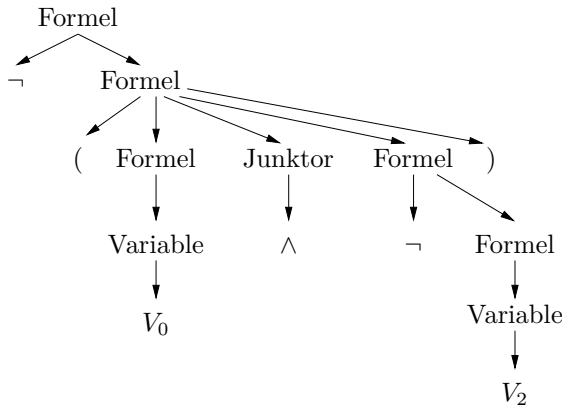 Formel
¬ Formel
( Formel Junktor Formel )
Variable ∧ ¬ Formel
V₀ Variable
V₂